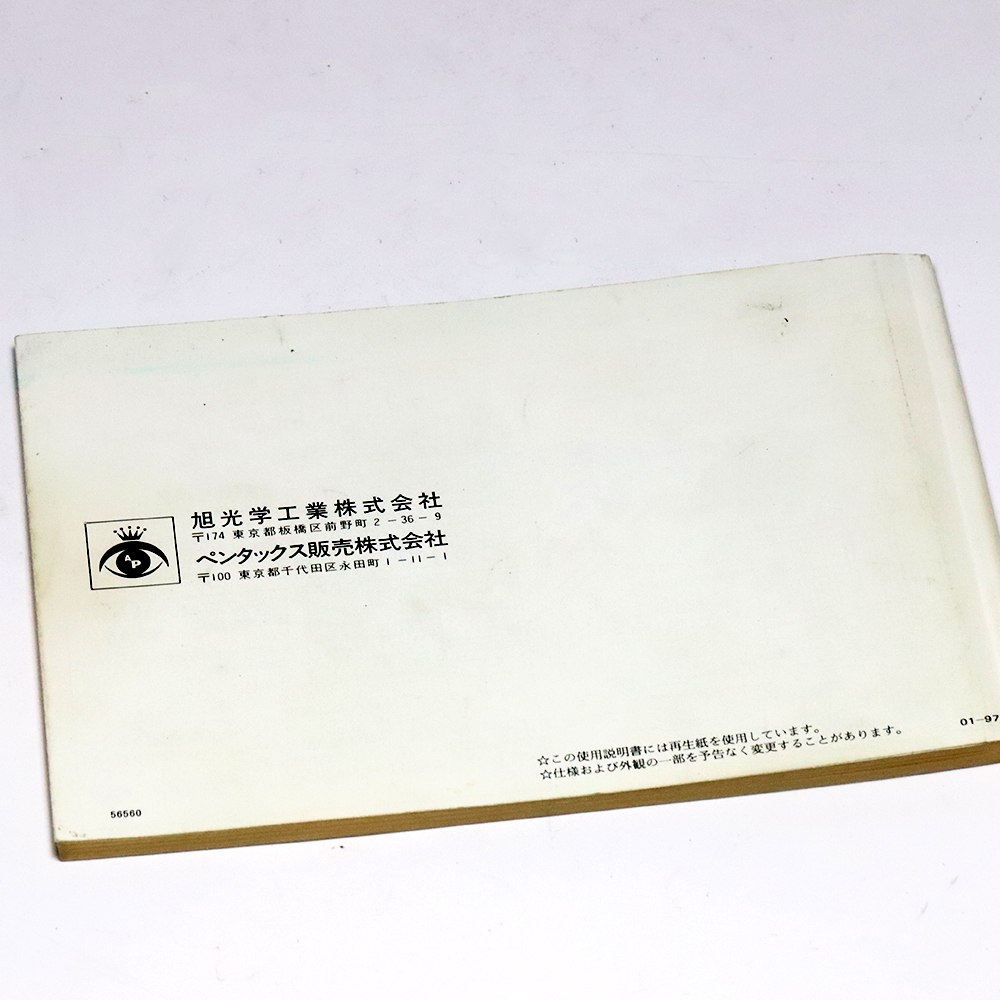 旭光学工業株式会社
〒174 東京都板橋区前野町2-36-9
ペンタックス販売株式会社
〒100 東京都千代田区永田町1-11-1
AP
☆この使用説明書には再生紙を使用しています。
☆仕様および外観の一部を予告なく変更することがあります。
01-97
56560